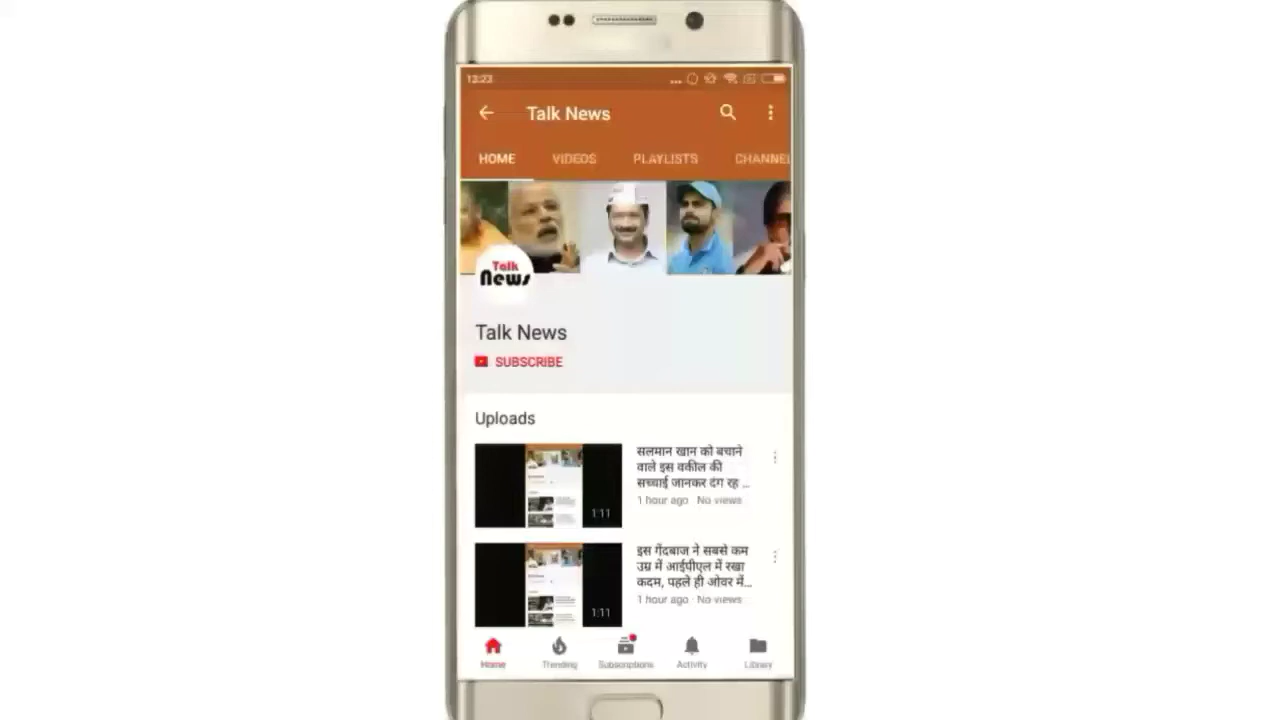 12:23
Talk News
HOME VIDEOS PLAYLISTS CHANNEL
Talk
News
Talk News
SUBSCRIBE
Uploads
सलमान खान को बचाने
वाले इस वकील की
सच्चाई जानकर दंग रह ...
1 hour ago · No views
1:11
इस गेंदबाज ने सबसे कम
उम्र में आईपीएल में रखा
कदम, पहले ही ओवर में...
1 hour ago · No views
1:11
Home Trending Subscriptions Activity Library